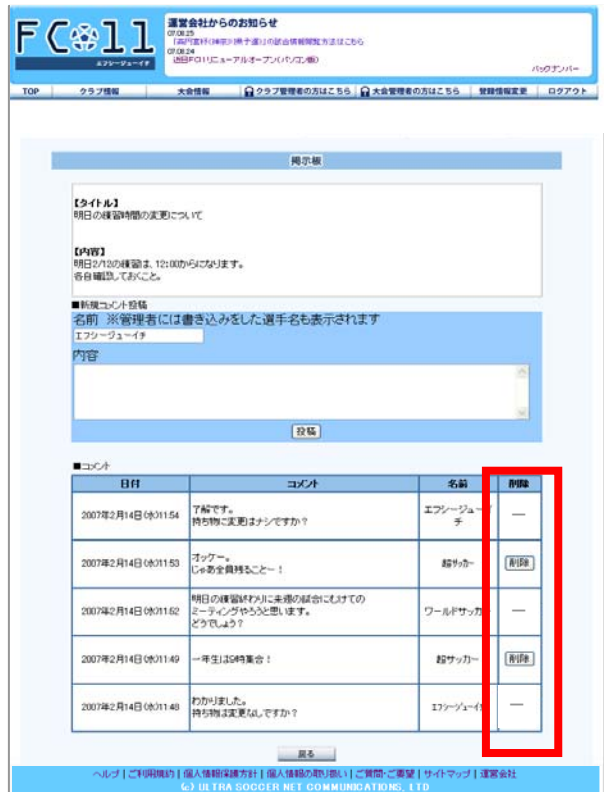 FC11
エフシージューイチ
運営会社からのお知らせ
07.08.25
07.08.24
バックナンバー
TOP クラブ情報 大会情報 クラブ管理者の方はこちら 大会管理者の方はこちら 登録情報変更 ログアウト
掲示板
【タイトル】
明日の練習時間の変更について
【内容】
明日2/12の練習は、12:00からになります。
各自確認しておくこと。
■新規コメント投稿
名前 ※管理者には書き込みをした選手名も表示されます
エフシージューイチ
内容
投稿
■コメント
日付 コメント 名前 削除
2007年2月14日(水)11:54 了解です。 エフシージューイ
持ち物に変更はナシですか？ チ
2007年2月14日(水)11:53 オッケー。 超サッカー 削除
じゃあ全員残ること～！
2007年2月14日(水)11:52 明日の練習終わりに来週の試合にむけての ワールドサッカー
ミーティングやろうと思います。
どうでしょう？
2007年2月14日(水)11:49 一年生は9時集合！ 超サッカー 削除
2007年2月14日(水)11:48 わかりました。 エフシージューイチ
持ち物は変更なしですか？
戻る
ヘルプ | ご利用規約 | 個人情報保護方針 | 個人情報の取り扱い | ご質問・ご要望 | サイトマップ | 運営会社
(c) ULTRA SOCCER NET COMMUNICATIONS, LTD